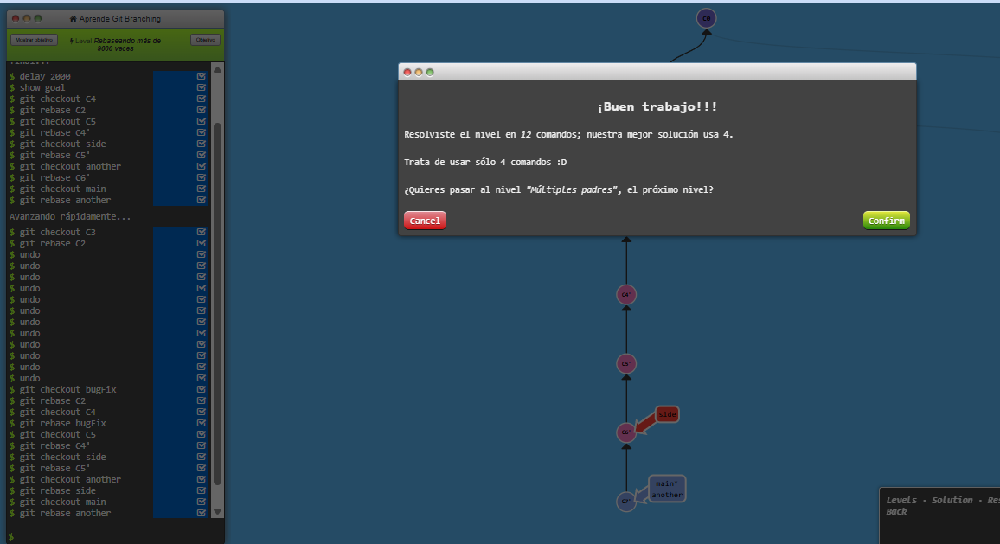 Aprende Git Branching
Mostrar objetivo
Level Rebaseando más de
9000 veces
Objetivo
final...
$ delay 2000
$ show goal
$ git checkout C4
$ git rebase C2
$ git checkout C5
$ git rebase C4'
$ git checkout side
$ git rebase C5'
$ git checkout another
$ git rebase C6'
$ git checkout main
$ git rebase another
Avanzando rápidamente...
$ git checkout C3
$ git rebase C2
$ undo
$ undo
$ undo
$ undo
$ undo
$ undo
$ undo
$ undo
$ undo
$ undo
$ undo
$ undo
$ git checkout bugFix
$ git rebase C2
$ git checkout C4
$ git rebase bugFix
$ git checkout C5
$ git rebase C4'
$ git checkout side
$ git rebase C5'
$ git checkout another
$ git rebase side
$ git checkout main
$ git rebase another
$
C0
¡Buen trabajo!!!
Resolviste el nivel en 12 comandos; nuestra mejor solución usa 4.
Trata de usar sólo 4 comandos :D
¿Quieres pasar al nivel "Múltiples padres", el próximo nivel?
Cancel
Confirm
C4'
C5'
side
C6'
main*
another
C7'
Levels · Solution · Res
Back